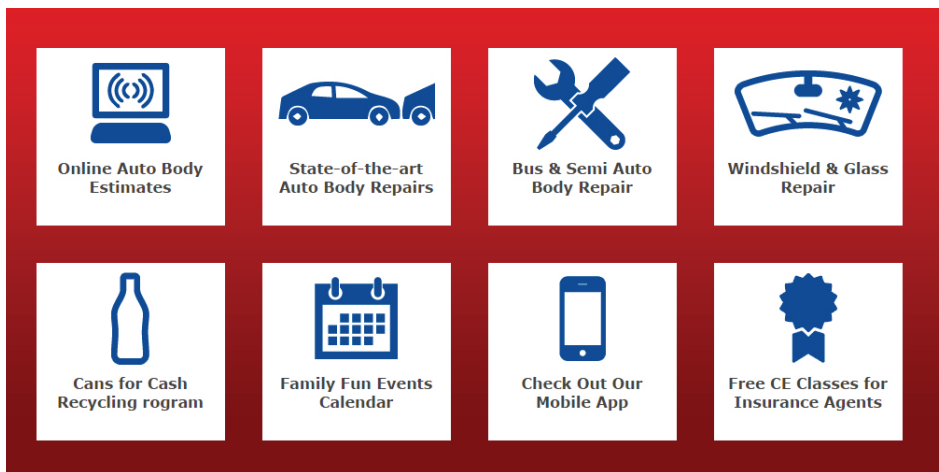 Online Auto Body
Estimates
State-of-the-art
Auto Body Repairs
Bus & Semi Auto
Body Repair
Windshield & Glass
Repair
Cans for Cash
Recycling rogram
Family Fun Events
Calendar
Check Out Our
Mobile App
Free CE Classes for
Insurance Agents